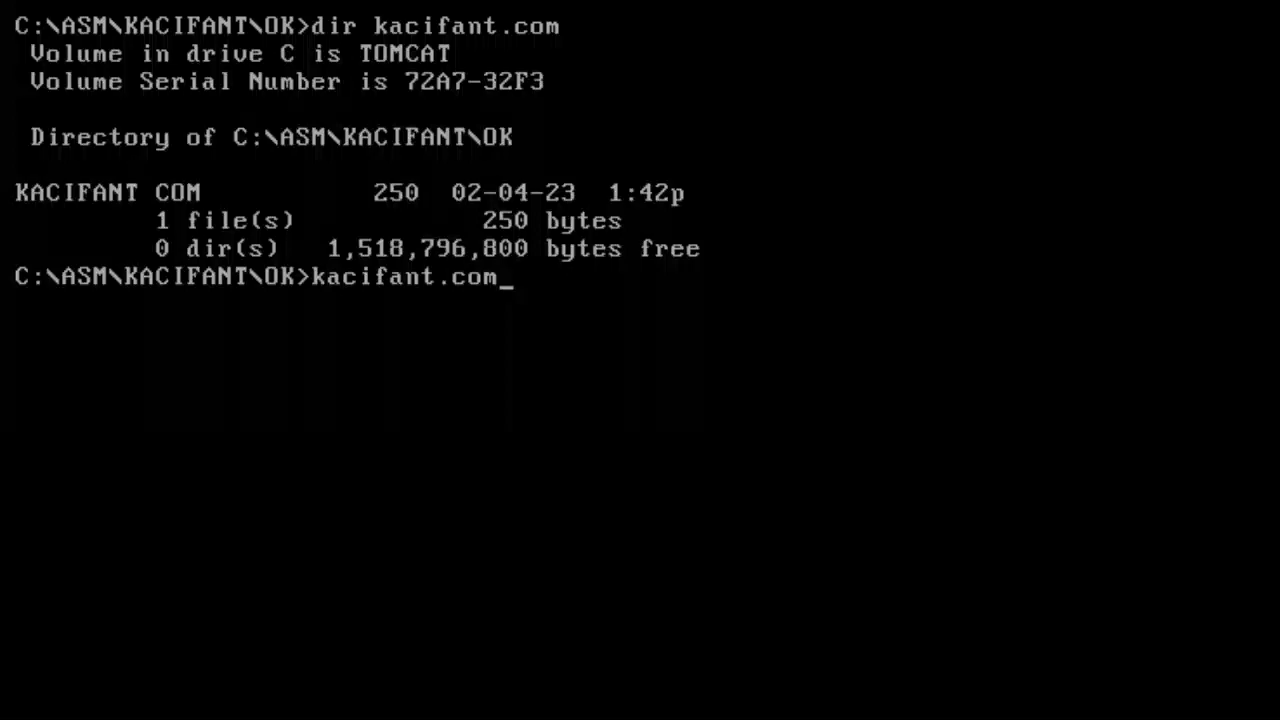 C:\ASM\KACIFANT\OK>dir kacifant.com
Volume in drive C is TOMCAT
Volume Serial Number is 72A7-32F3
Directory of C:\ASM\KACIFANT\OK
KACIFANT COM 250 02-04-23 1:42p
1 file(s) 250 bytes
0 dir(s) 1,518,796,800 bytes free
C:\ASM\KACIFANT\OK>kacifant.com_